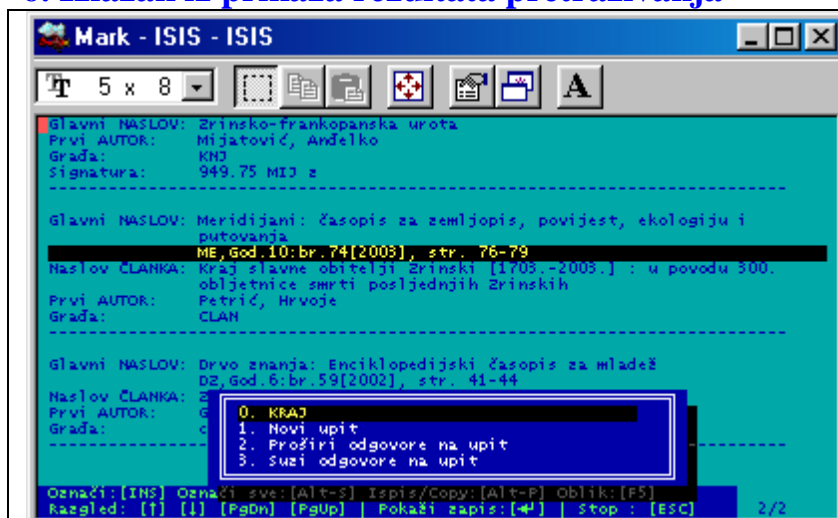 6. Izlazak iz prikaza rezultata pretraživanja
Mark - ISIS - ISIS
5 x 8
Glavni NASLOV: Zrinsko-frankopanska urota
Prvi AUTOR: Mijatović, Anđelko
Građa: KNJ
Signatura: 949.75 MIJ z
Glavni NASLOV: Meridijani: časopis za zemljopis, povijest, ekologiju i
putovanja
ME,God.10:br.74[2003], str. 76-79
Naslov ČLANKA: Kraj slavne obitelji Zrinski [1703.-2003.] : u povodu 300.
obljetnice smrti posljednjih Zrinskih
Prvi AUTOR: Petrić, Hrvoje
Građa: CLAN
Glavni NASLOV: Drvo znanja: Enciklopedijski časopis za mladež
DZ,God.6:br.59[2002], str. 41-44
Naslov ČLANKA: Z
Prvi AUTOR: G
Građa: c
0. KRAJ
1. Novi upit
2. Proširi odgovore na upit
3. Suzi odgovore na upit
Označi:[INS] Označi sve:[Alt-S] Ispis/Copy:[Alt-P] Oblik:[F5]
Razgled: [↑] [↓] [PgDn] [PgUp] | Pokaži zapis:[↵] | Stop : [ESC] 2/2